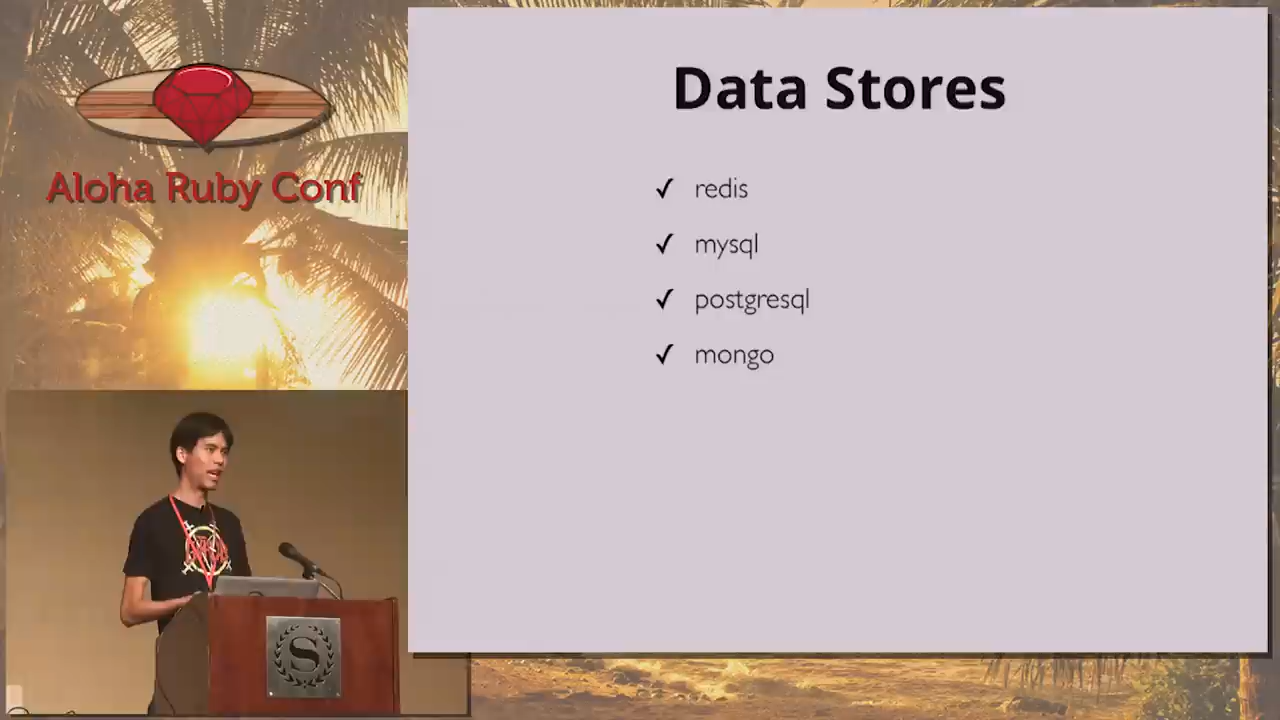 Aloha Ruby Conf
Data Stores
✓ redis
✓ mysql
✓ postgresql
✓ mongo
S